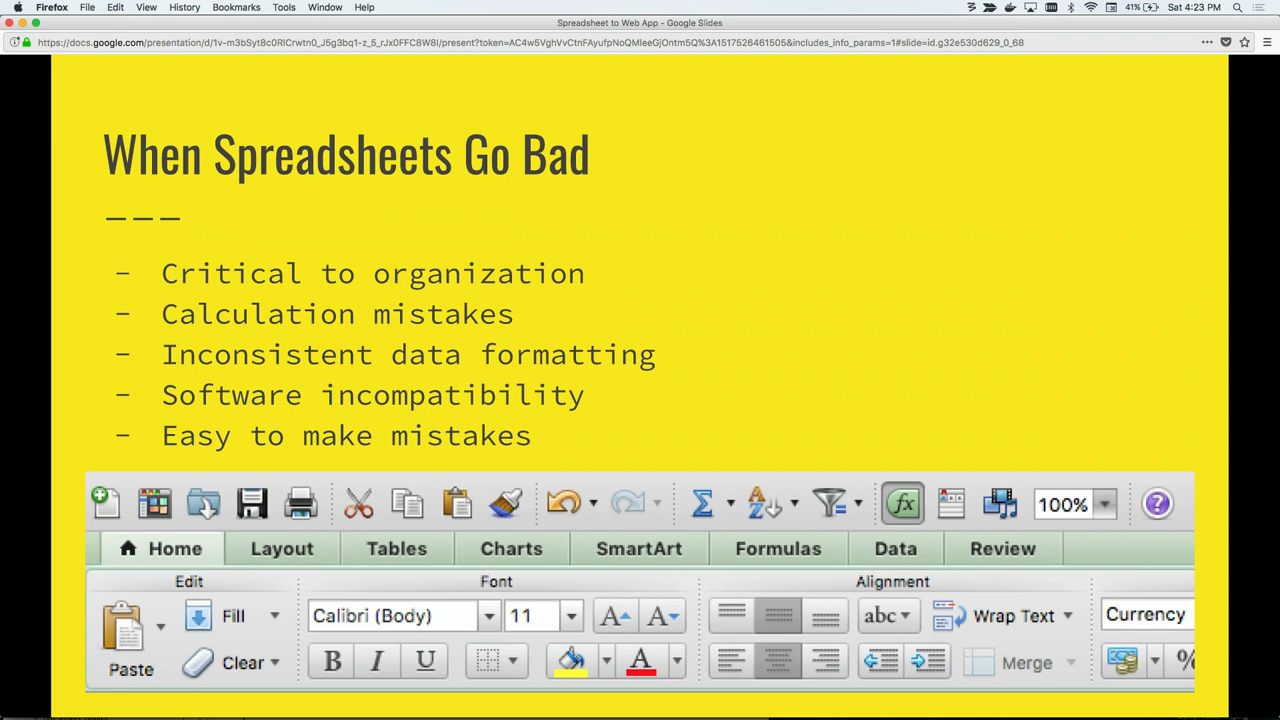 Firefox File Edit View History Bookmarks Tools Window Help 41% Sat 4:23 PM
Spreadsheet to Web App - Google Slides
When Spreadsheets Go Bad
- Critical to organization
- Calculation mistakes
- Inconsistent data formatting
- Software incompatibility
- Easy to make mistakes
fx 100% ?
Home Layout Tables Charts SmartArt Formulas Data Review
Edit Font Alignment
Fill Calibri (Body) 11 A A abc Wrap Text Currency
Paste Clear B I U A Merge %